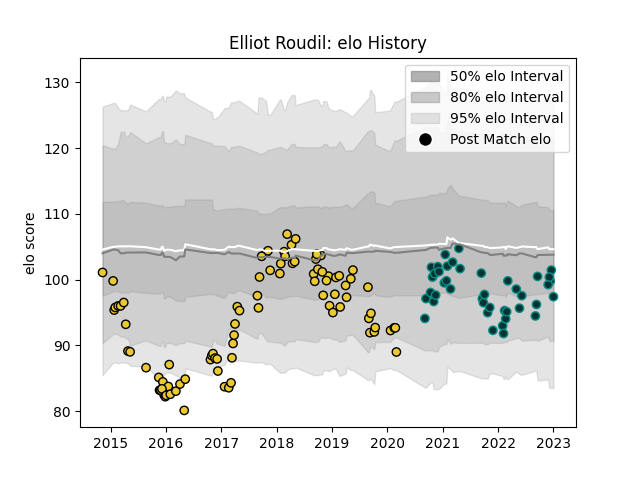 Elliot Roudil: elo History
50% elo Interval
80% elo Interval
95% elo Interval
Post Match elo
elo score
130
120
110
100
90
80
2015 2016 2017 2018 2019 2020 2021 2022 2023